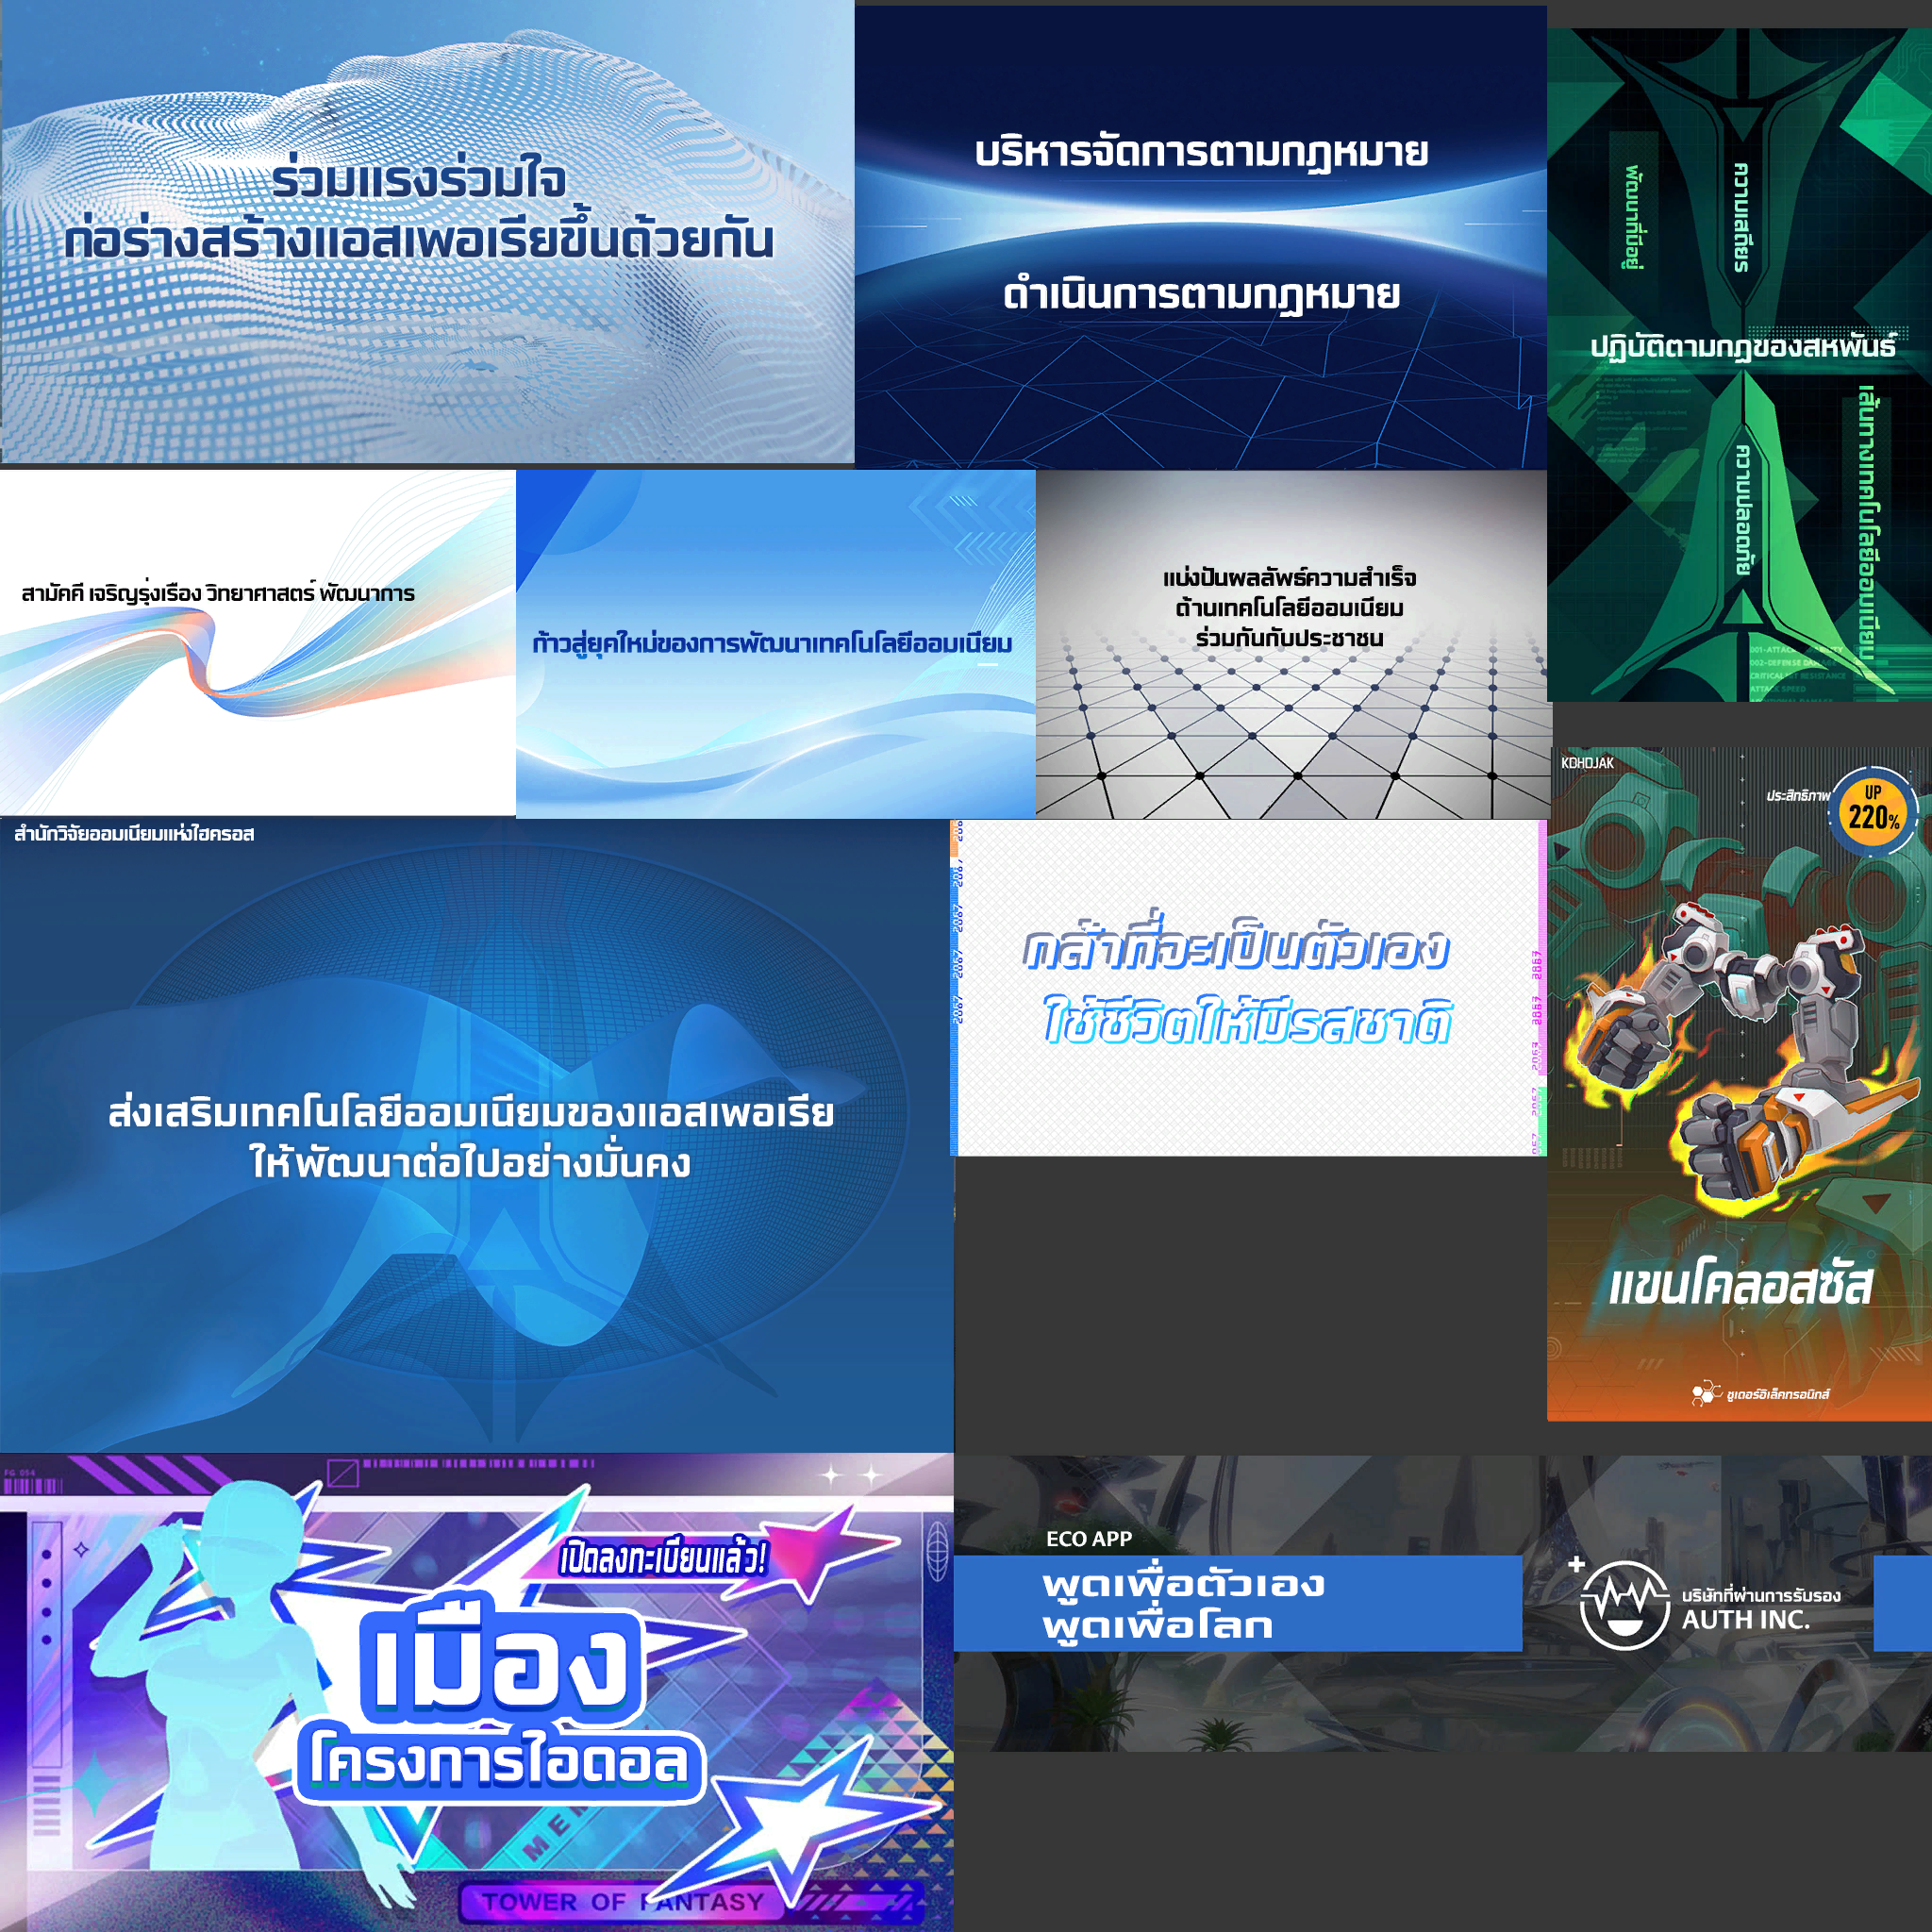 ร่วมแรงร่วมใจ
ก่อร่างสร้างแอสเพอเรียขึ้นด้วยกัน
บริหารจัดการตามกฎหมาย
ดำเนินการตามกฎหมาย
พัฒนาที่มีอยู่
ความเสถียร
ปฏิบัติตามกฎของสหพันธ์
ความปลอดภัย
เส้นทางเทคโนโลยีออมเนียม
001-ATTACK
002-DEFENSE
CRITICAL RESISTANCE
ATTACK SPEED
สามัคคี เจริญรุ่งเรือง วิทยาศาสตร์ พัฒนาการ
ก้าวสู่ยุคใหม่ของการพัฒนาเทคโนโลยีออมเนียม
แบ่งปันผลลัพธ์ความสำเร็จ
ด้านเทคโนโลยีออมเนียม
ร่วมกันกับประชาชน
KOHOJAK
ประสิทธิภาพ
UP
220%
แขนโคลอสซัส
ชูเตอร์อิเล็คทรอนิกส์
สำนักวิจัยออมเนียมแห่งไฮครอส
ส่งเสริมเทคโนโลยีออมเนียมของแอสเพอเรีย
ให้พัฒนาต่อไปอย่างมั่นคง
2067 2067 2067 2067
กล้าที่จะเป็นตัวเอง
ใช้ชีวิตให้มีรสชาติ
FG 054
เปิดลงทะเบียนแล้ว!
เมือง
โครงการไอดอล
TOWER OF FANTASY
ECO APP
พูดเพื่อตัวเอง
พูดเพื่อโลก
บริษัทที่ผ่านการรับรอง
AUTH INC.